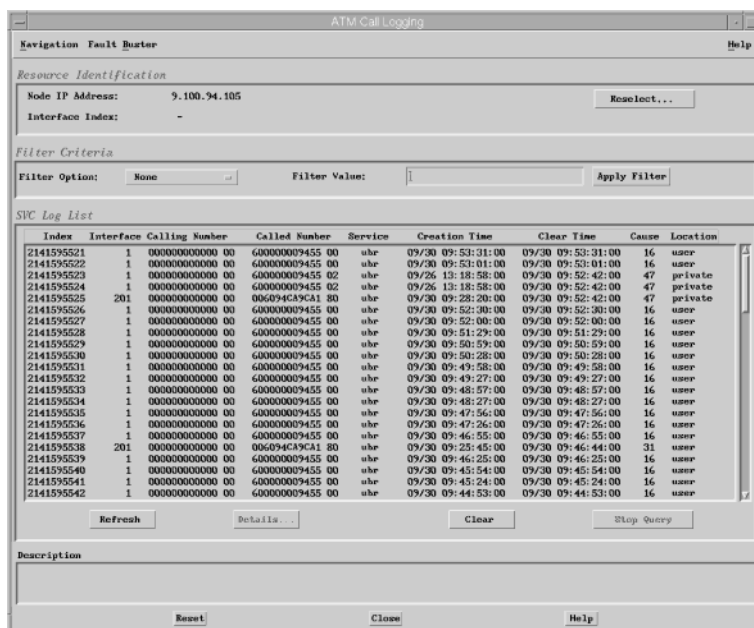 ATM Call Logging
Navigation Fault Buster Help
Resource Identification
Node IP Address: 9.100.94.105 Reselect...
Interface Index: -
Filter Criteria
Filter Option: None Filter Value: Apply Filter
SVC Log List
Index Interface Calling Number Called Number Service Creation Time Clear Time Cause Location
2141595521 1 000000000000 00 600000009455 00 ubr 09/30 09:53:31:00 09/30 09:53:31:00 16 user
2141595522 1 000000000000 00 600000009455 00 ubr 09/30 09:53:01:00 09/30 09:53:01:00 16 user
2141595523 1 000000000000 00 600000009455 02 ubr 09/26 13:18:58:00 09/30 09:52:42:00 47 private
2141595524 1 000000000000 00 600000009455 02 ubr 09/26 13:18:58:00 09/30 09:52:42:00 47 private
2141595525 201 000000000000 00 006094CA9CA1 80 ubr 09/30 09:28:20:00 09/30 09:52:42:00 47 private
2141595526 1 000000000000 00 600000009455 00 ubr 09/30 09:52:30:00 09/30 09:52:30:00 16 user
2141595527 1 000000000000 00 600000009455 00 ubr 09/30 09:52:00:00 09/30 09:52:00:00 16 user
2141595528 1 000000000000 00 600000009455 00 ubr 09/30 09:51:29:00 09/30 09:51:29:00 16 user
2141595529 1 000000000000 00 600000009455 00 ubr 09/30 09:50:59:00 09/30 09:50:59:00 16 user
2141595530 1 000000000000 00 600000009455 00 ubr 09/30 09:50:28:00 09/30 09:50:28:00 16 user
2141595531 1 000000000000 00 600000009455 00 ubr 09/30 09:49:58:00 09/30 09:49:58:00 16 user
2141595532 1 000000000000 00 600000009455 00 ubr 09/30 09:49:27:00 09/30 09:49:27:00 16 user
2141595533 1 000000000000 00 600000009455 00 ubr 09/30 09:48:57:00 09/30 09:48:57:00 16 user
2141595534 1 000000000000 00 600000009455 00 ubr 09/30 09:48:27:00 09/30 09:48:27:00 16 user
2141595535 1 000000000000 00 600000009455 00 ubr 09/30 09:47:56:00 09/30 09:47:56:00 16 user
2141595536 1 000000000000 00 600000009455 00 ubr 09/30 09:47:26:00 09/30 09:47:26:00 16 user
2141595537 1 000000000000 00 600000009455 00 ubr 09/30 09:46:55:00 09/30 09:46:55:00 16 user
2141595538 201 000000000000 00 006094CA9CA1 80 ubr 09/30 09:25:45:00 09/30 09:46:44:00 31 user
2141595539 1 000000000000 00 600000009455 00 ubr 09/30 09:46:25:00 09/30 09:46:25:00 16 user
2141595540 1 000000000000 00 600000009455 00 ubr 09/30 09:45:54:00 09/30 09:45:54:00 16 user
2141595541 1 000000000000 00 600000009455 00 ubr 09/30 09:45:24:00 09/30 09:45:24:00 16 user
2141595542 1 000000000000 00 600000009455 00 ubr 09/30 09:44:53:00 09/30 09:44:53:00 16 user
Refresh Details... Clear Stop Query
Description
Reset Close Help